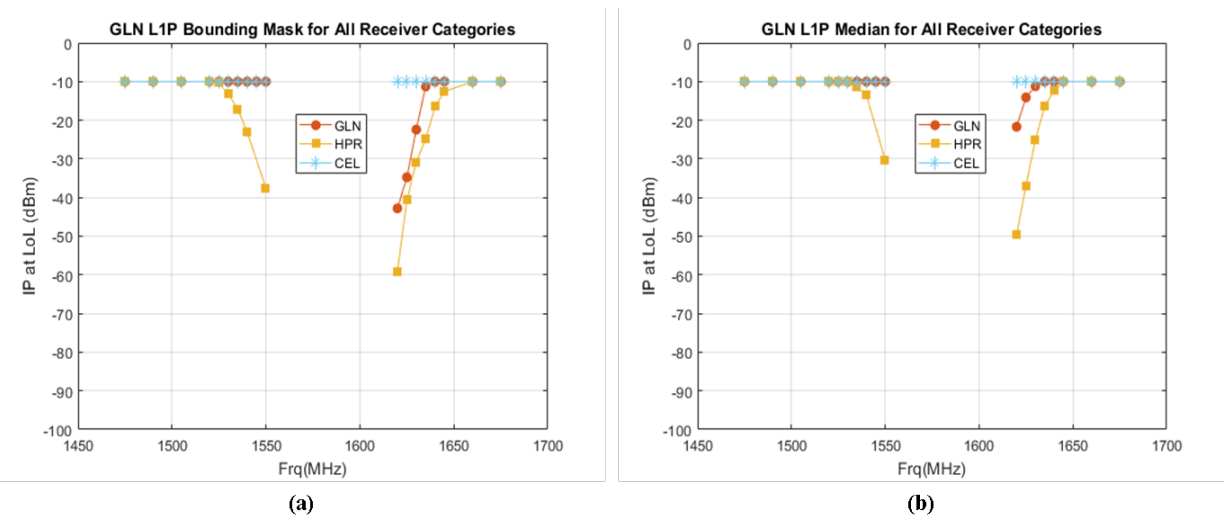 GLN L1P Bounding Mask for All Receiver Categories
0
-10
-20
-30
-40
-50
-60
-70
-80
-90
-100
IP at LoL (dBm)
GLN
HPR
CEL
1450 1500 1550 1600 1650 1700
Frq(MHz)
(a)
GLN L1P Median for All Receiver Categories
0
-10
-20
-30
-40
-50
-60
-70
-80
-90
-100
IP at LoL (dBm)
GLN
HPR
CEL
1450 1500 1550 1600 1650 1700
Frq(MHz)
(b)